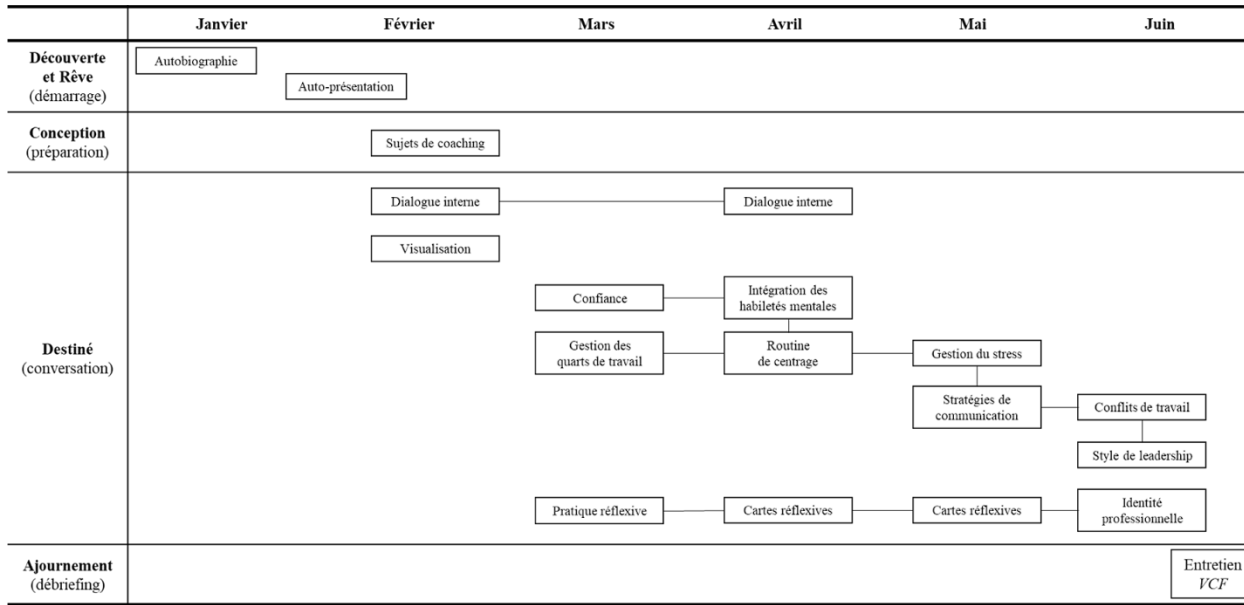 Janvier
Février
Mars
Avril
Mai
Juin
Découverte
et Rêve
(démarrage)
Autobiographie
Auto-présentation
Conception
(préparation)
Sujets de coaching
Destiné
(conversation)
Dialogue interne
Dialogue interne
Visualisation
Confiance
Intégration des
habiletés mentales
Gestion des
quarts de travail
Routine
de centrage
Gestion du stress
Stratégies de
communication
Conflits de travail
Style de leadership
Pratique réflexive
Cartes réflexives
Cartes réflexives
Identité
professionnelle
Ajournement
(débriefing)
Entretien
VCF